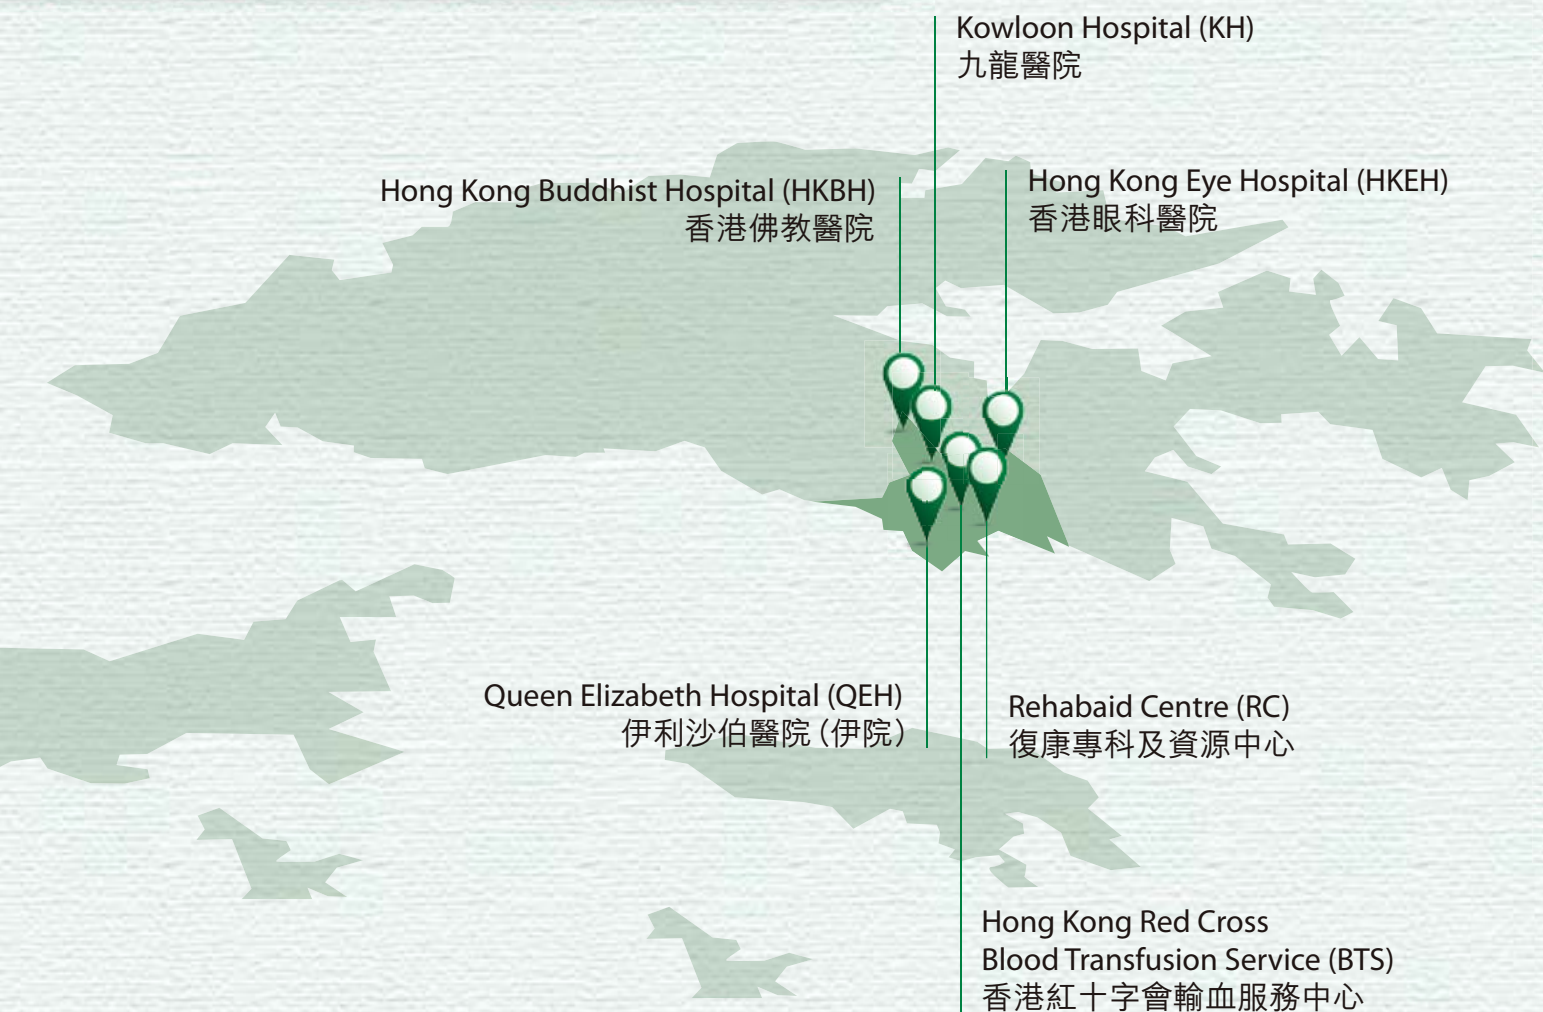 Kowloon Hospital (KH)
九龍醫院
Hong Kong Buddhist Hospital (HKBH)
香港佛教醫院
Hong Kong Eye Hospital (HKEH)
香港眼科醫院
Queen Elizabeth Hospital (QEH)
伊利沙伯醫院（伊院）
Rehabaid Centre (RC)
復康專科及資源中心
Hong Kong Red Cross
Blood Transfusion Service (BTS)
香港紅十字會輸血服務中心